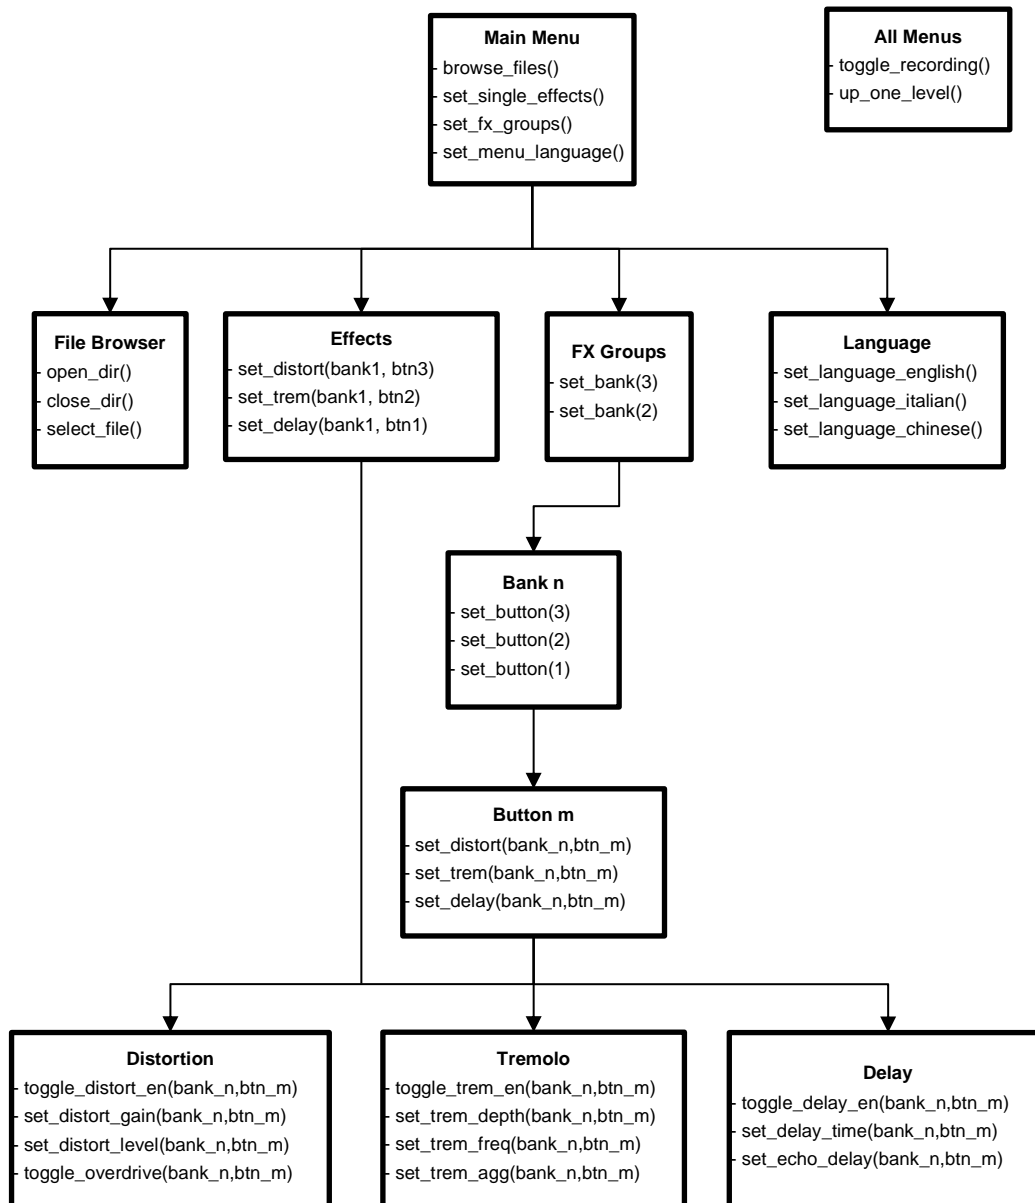 Main Menu
- browse_files()
- set_single_effects()
- set_fx_groups()
- set_menu_language()
All Menus
- toggle_recording()
- up_one_level()
File Browser
- open_dir()
- close_dir()
- select_file()
Effects
- set_distort(bank1, btn3)
- set_trem(bank1, btn2)
- set_delay(bank1, btn1)
FX Groups
- set_bank(3)
- set_bank(2)
Language
- set_language_english()
- set_language_italian()
- set_language_chinese()
Bank n
- set_button(3)
- set_button(2)
- set_button(1)
Button m
- set_distort(bank_n,btn_m)
- set_trem(bank_n,btn_m)
- set_delay(bank_n,btn_m)
Distortion
- toggle_distort_en(bank_n,btn_m)
- set_distort_gain(bank_n,btn_m)
- set_distort_level(bank_n,btn_m)
- toggle_overdrive(bank_n,btn_m)
Tremolo
- toggle_trem_en(bank_n,btn_m)
- set_trem_depth(bank_n,btn_m)
- set_trem_freq(bank_n,btn_m)
- set_trem_agg(bank_n,btn_m)
Delay
- toggle_delay_en(bank_n,btn_m)
- set_delay_time(bank_n,btn_m)
- set_echo_delay(bank_n,btn_m)